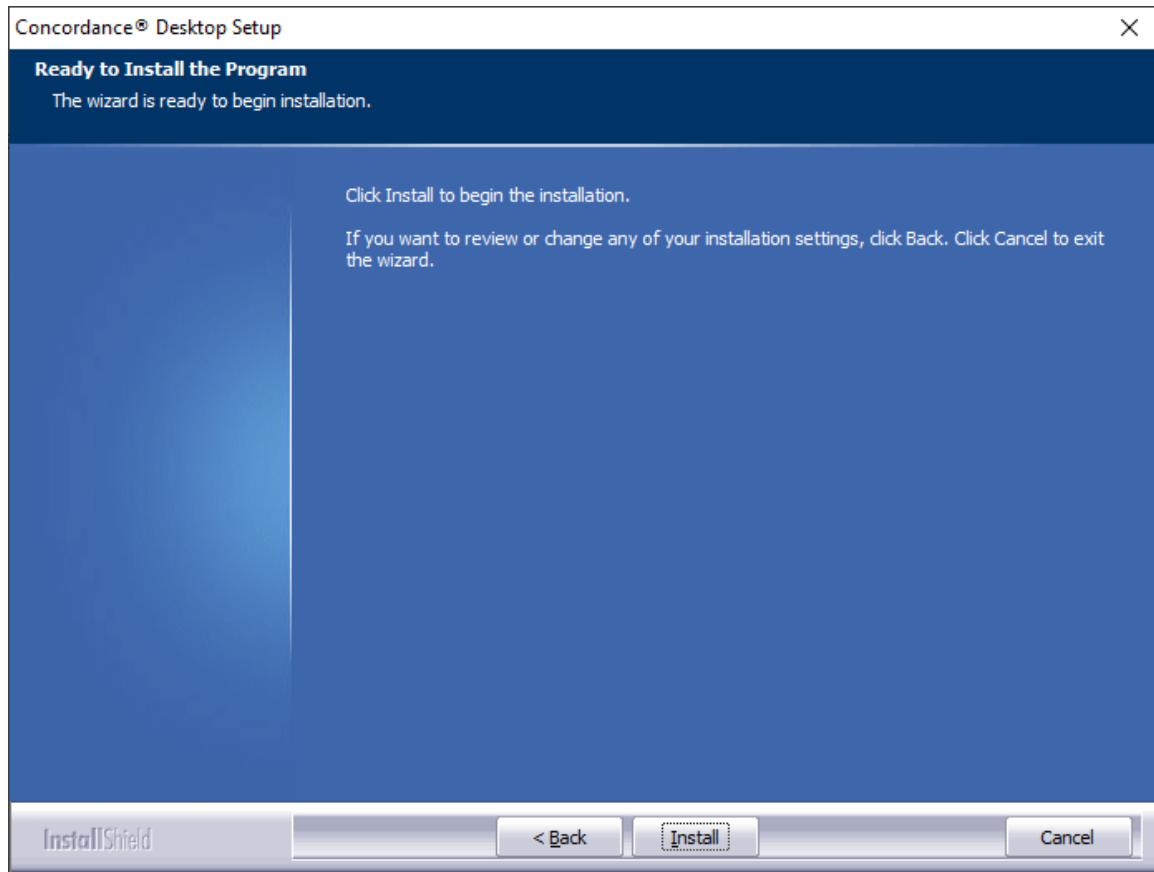 Concordance® Desktop Setup
Ready to Install the Program
The wizard is ready to begin installation.
Click Install to begin the installation.
If you want to review or change any of your installation settings, click Back. Click Cancel to exit
the wizard.
InstallShield
< Back
Install
Cancel